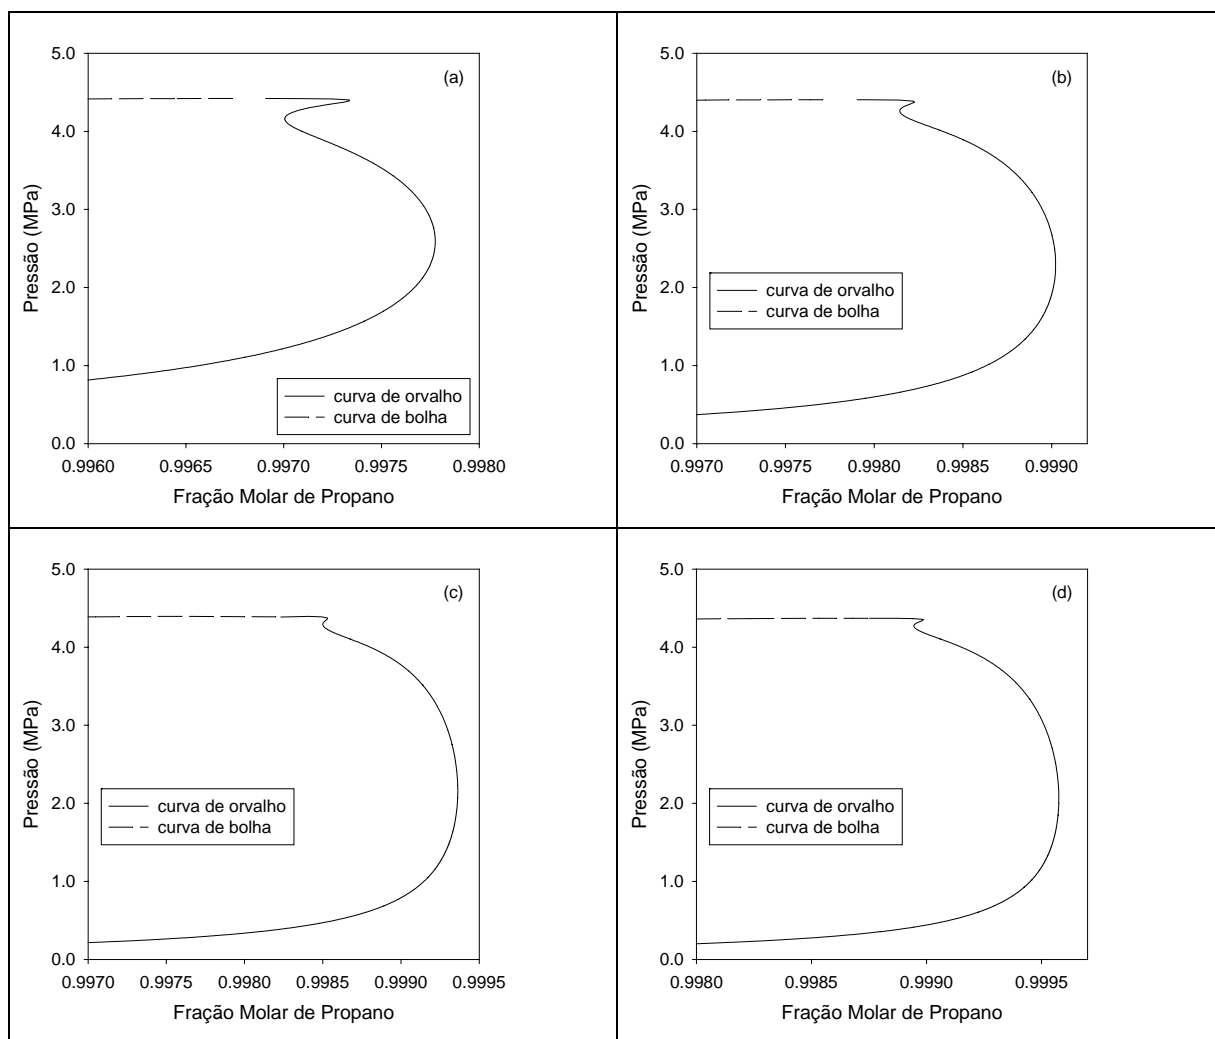 (a)
5.0
4.0
3.0
2.0
1.0
0.0
Pressão (MPa)
curva de orvalho
curva de bolha
0.9960 0.9965 0.9970 0.9975 0.9980
Fração Molar de Propano
(b)
5.0
4.0
3.0
2.0
1.0
0.0
Pressão (MPa)
curva de orvalho
curva de bolha
0.9970 0.9975 0.9980 0.9985 0.9990
Fração Molar de Propano
(c)
5.0
4.0
3.0
2.0
1.0
0.0
Pressão (MPa)
curva de orvalho
curva de bolha
0.9970 0.9975 0.9980 0.9985 0.9990 0.9995
Fração Molar de Propano
(d)
5.0
4.0
3.0
2.0
1.0
0.0
Pressão (MPa)
curva de orvalho
curva de bolha
0.9980 0.9985 0.9990 0.9995
Fração Molar de Propano